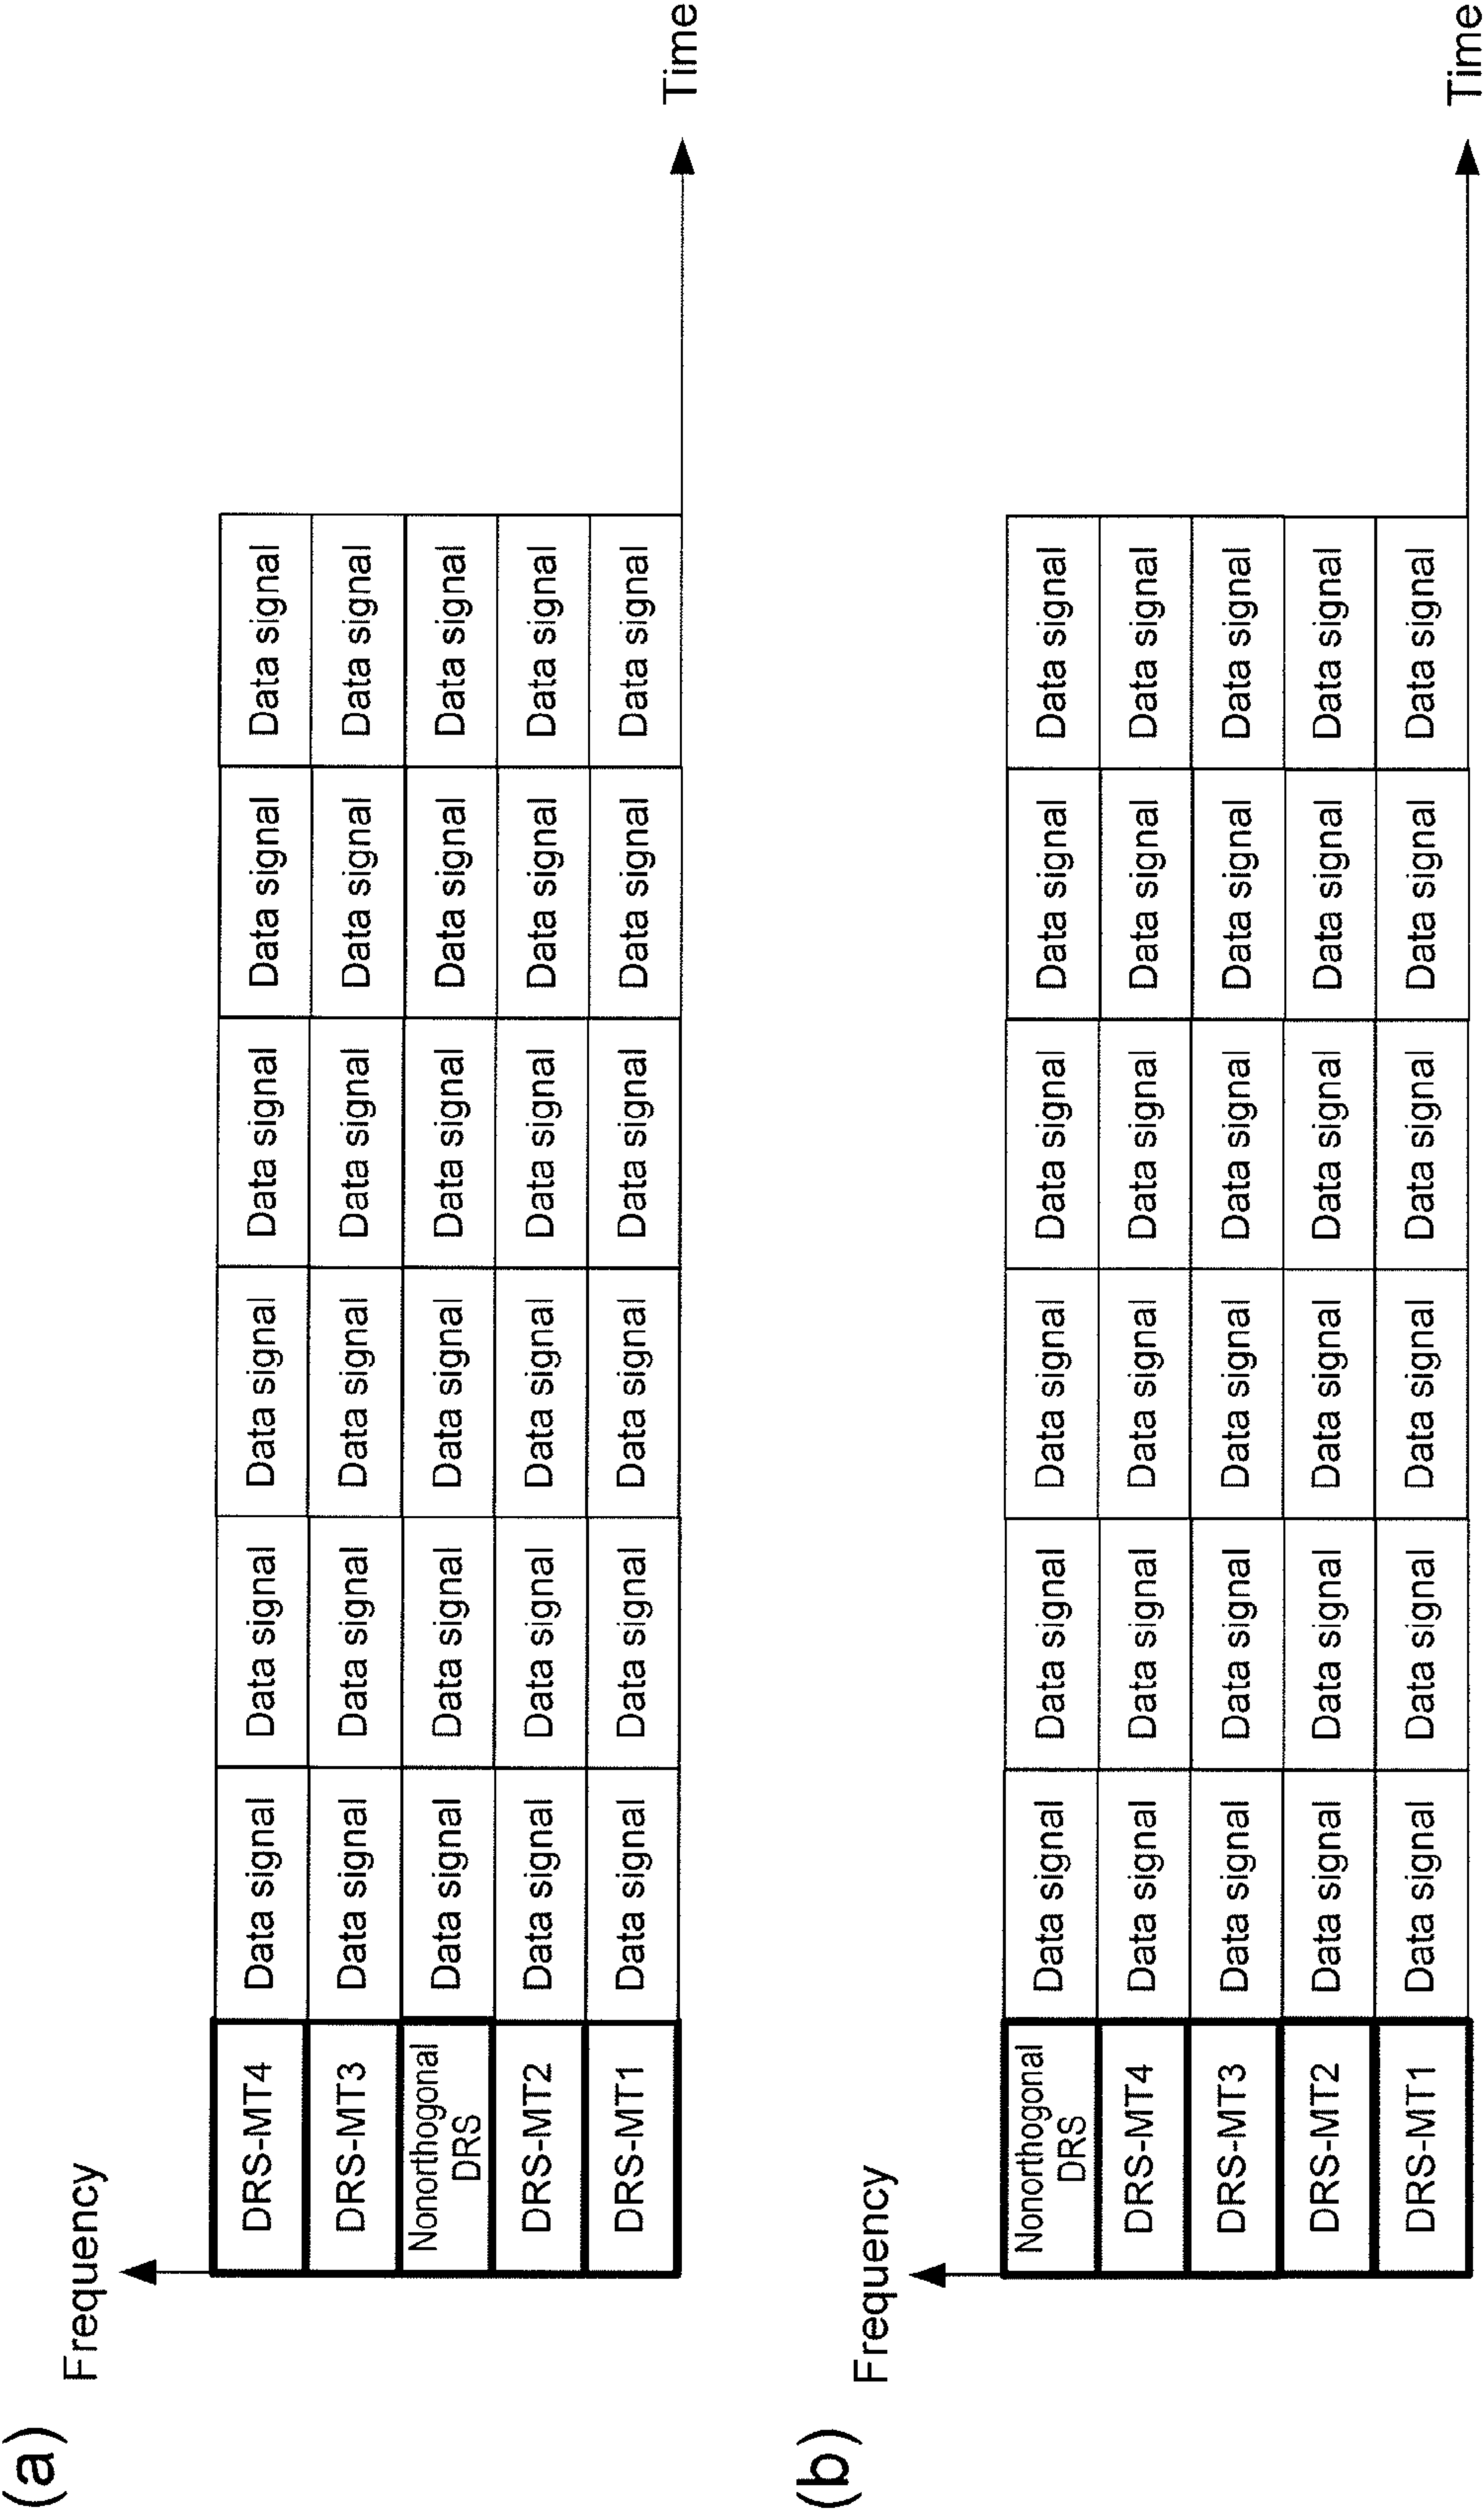 (a)
Frequency
DRS-MT4 Data signal Data signal Data signal Data signal Data signal Data signal
DRS-MT3 Data signal Data signal Data signal Data signal Data signal Data signal
Nonorthogonal
DRS
Data signal Data signal Data signal Data signal Data signal Data signal
DRS-MT2 Data signal Data signal Data signal Data signal Data signal Data signal
DRS-MT1 Data signal Data signal Data signal Data signal Data signal Data signal
Time
(b)
Frequency
Nonorthogonal
DRS
Data signal Data signal Data signal Data signal Data signal Data signal
DRS-MT4 Data signal Data signal Data signal Data signal Data signal Data signal
DRS-MT3 Data signal Data signal Data signal Data signal Data signal Data signal
DRS-MT2 Data signal Data signal Data signal Data signal Data signal Data signal
DRS-MT1 Data signal Data signal Data signal Data signal Data signal Data signal
Time